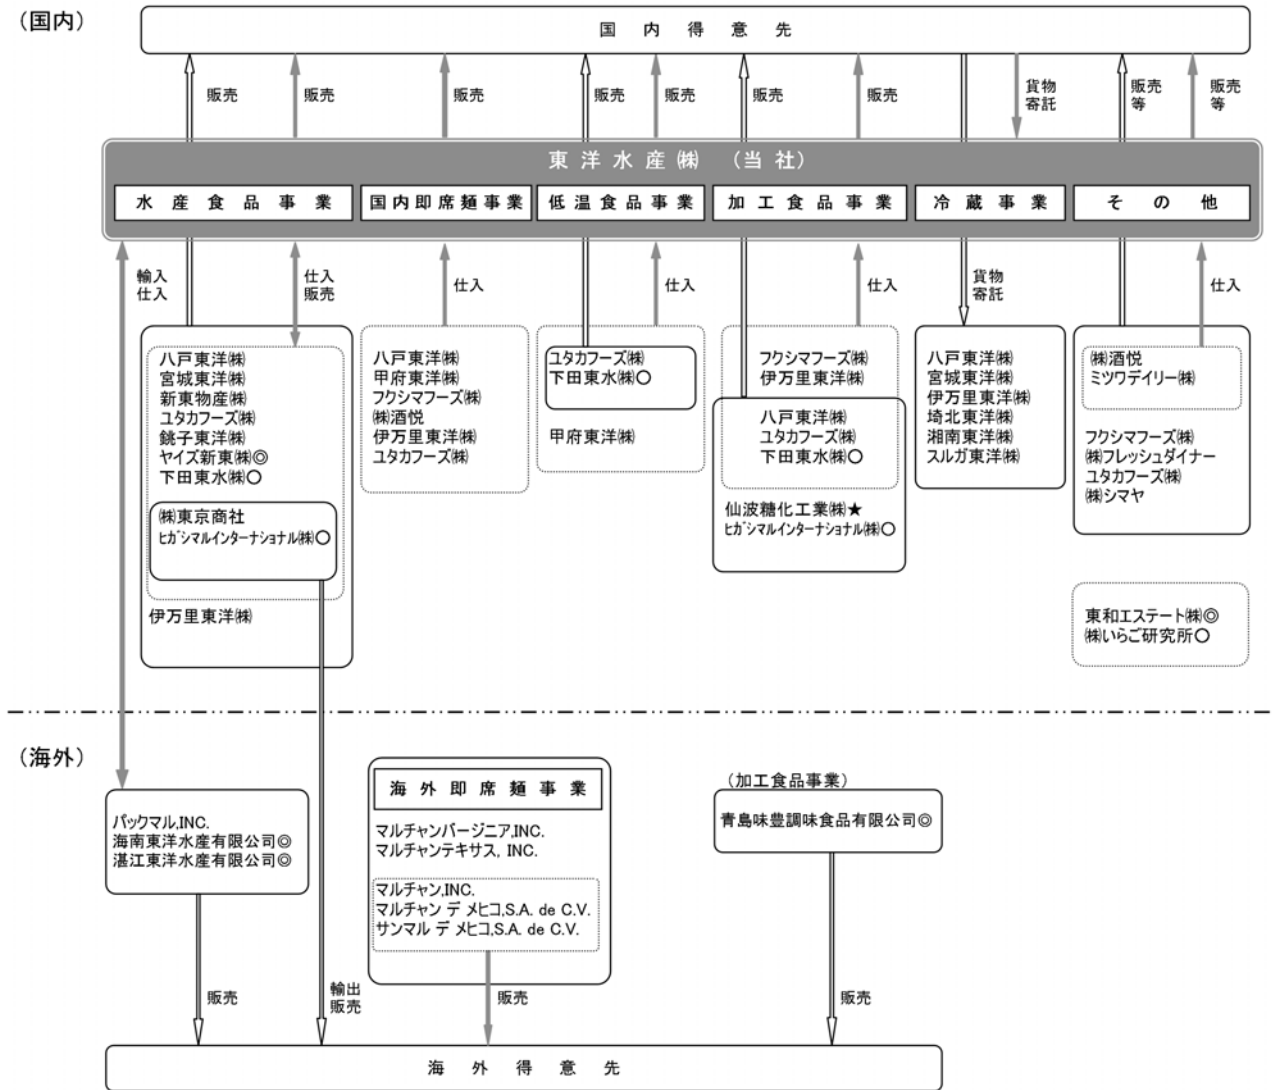 （国内）
国内得意先
販売
販売
販売
販売
販売
販売
販売
貨物
寄託
販売
等
販売
等
東洋水産㈱　（当社）
水産食品事業
国内即席麺事業
低温食品事業
加工食品事業
冷蔵事業
その他
輸入
仕入
仕入
販売
仕入
仕入
仕入
貨物
寄託
仕入
八戸東洋㈱
宮城東洋㈱
新東物産㈱
ユタカフーズ㈱
銚子東洋㈱
ヤイズ新東㈱◎
下田東水㈱○
㈱東京商社
ヒガシマルインターナショナル㈱○
伊万里東洋㈱
八戸東洋㈱
甲府東洋㈱
フクシマフーズ㈱
㈱酒悦
伊万里東洋㈱
ユタカフーズ㈱
ユタカフーズ㈱
下田東水㈱○
甲府東洋㈱
フクシマフーズ㈱
伊万里東洋㈱
八戸東洋㈱
ユタカフーズ㈱
下田東水㈱○
仙波糖化工業㈱★
ヒガシマルインターナショナル㈱○
八戸東洋㈱
宮城東洋㈱
伊万里東洋㈱
埼北東洋㈱
湘南東洋㈱
スルガ東洋㈱
㈱酒悦
ミツワデイリー㈱
フクシマフーズ㈱
㈱フレッシュダイナー
ユタカフーズ㈱
㈱シマヤ
東和エステート㈱◎
㈱いらご研究所○
（海外）
パックマル,INC.
海南東洋水産有限公司◎
湛江東洋水産有限公司◎
海外即席麺事業
マルチャンバージニア,INC.
マルチャンテキサス, INC.
マルチャン,INC.
マルチャン デ メヒコ,S.A. de C.V.
サンマル デ メヒコ,S.A. de C.V.
（加工食品事業）
青島味豊調味食品有限公司◎
販売
輸出
販売
販売
販売
海外得意先